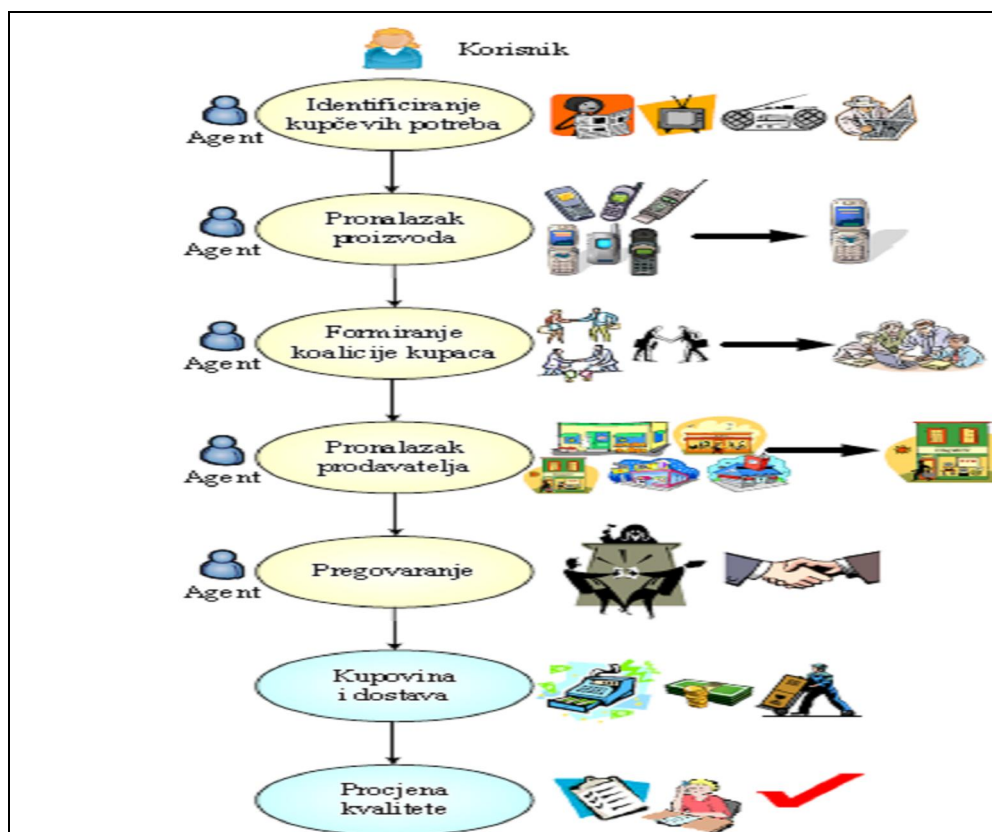 Korisnik
Identificiranje
kupčevih potreba
Agent
Pronalazak
proizvoda
Agent
Formiranje
koalicije kupaca
Agent
Pronalazak
prodavatelja
Agent
Pregovaranje
Agent
Kupovina
i dostava
Procjena
kvalitete